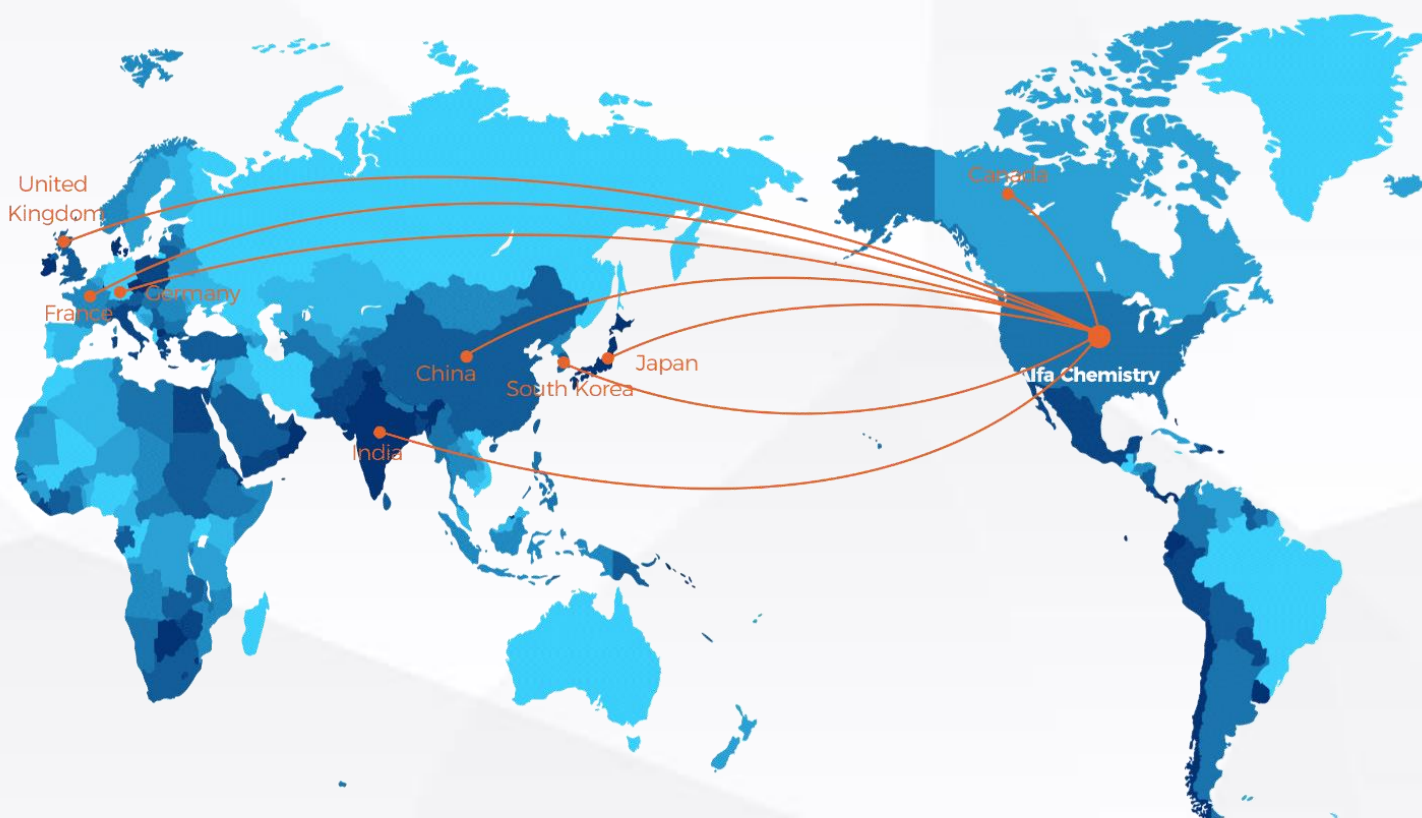 United
Kingdom
Canada
Germany
France
China
Japan
South Korea
Alfa Chemistry
India